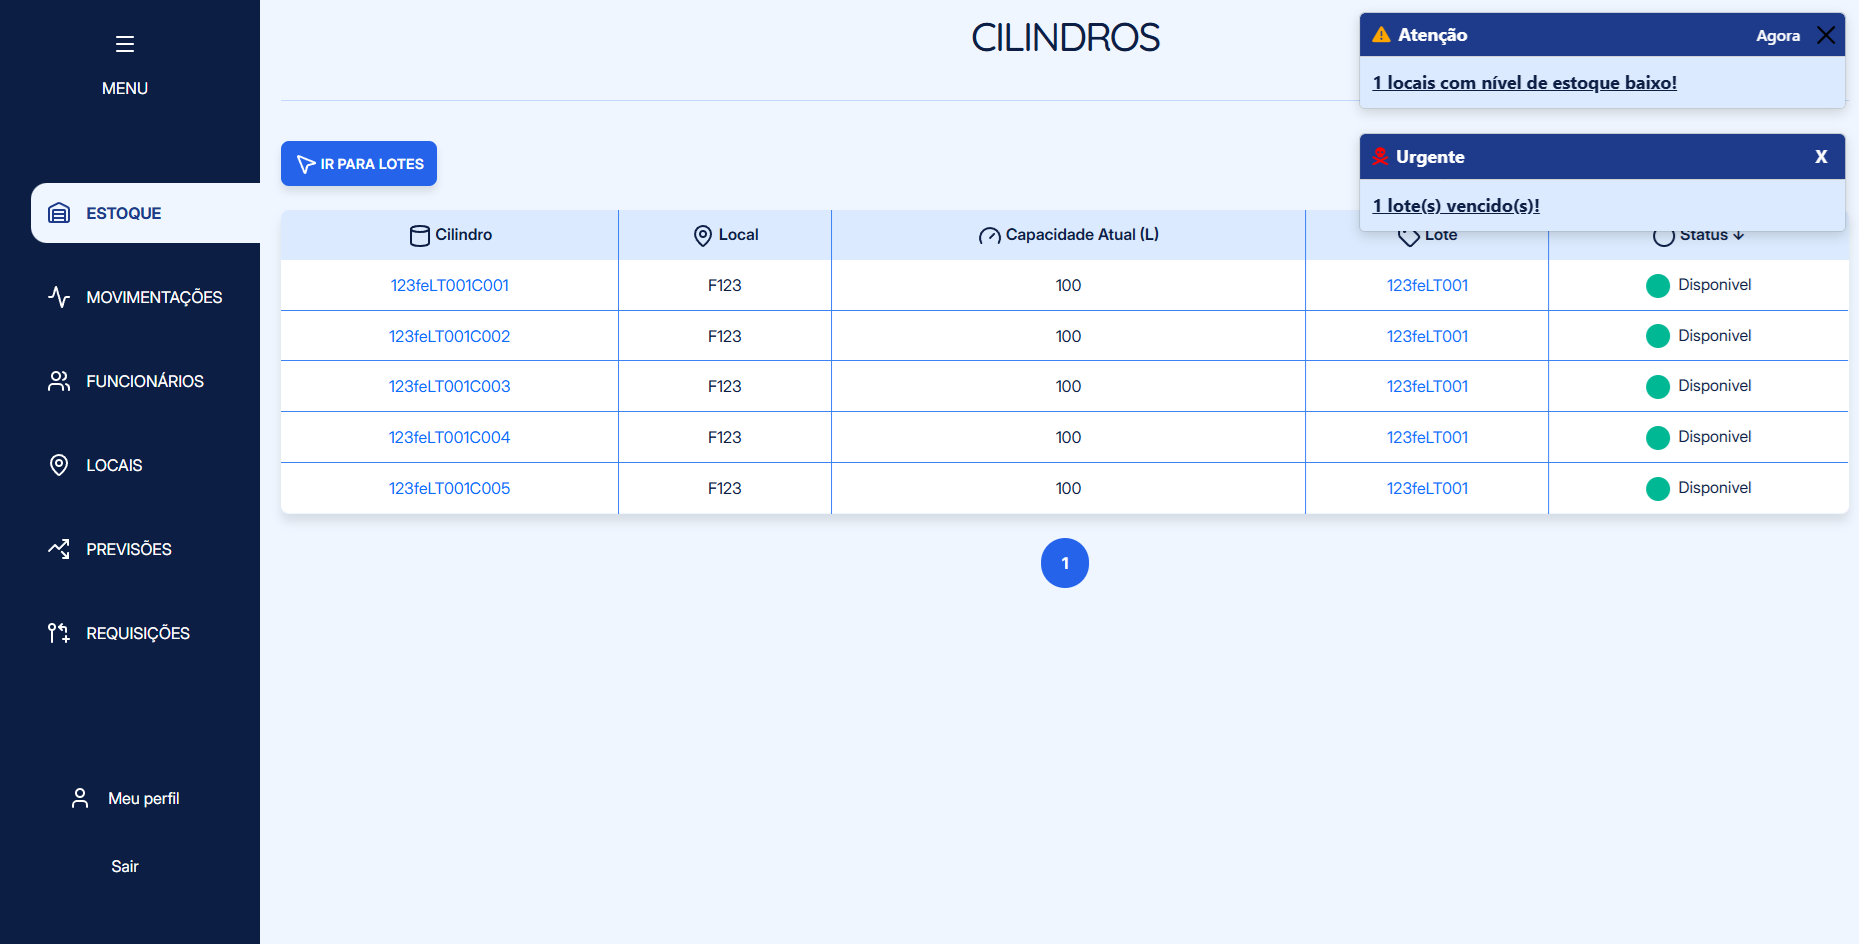 MENU
ESTOQUE
MOVIMENTAÇÕES
FUNCIONÁRIOS
LOCAIS
PREVISÕES
REQUISIÇÕES
Meu perfil
Sair
CILINDROS
Atenção Agora
1 locais com nível de estoque baixo!
Urgente X
1 lote(s) vencido(s)!
IR PARA LOTES
Cilindro Local Capacidade Atual (L) Lote Status ↓
123feLT001C001 F123 100 123feLT001 Disponivel
123feLT001C002 F123 100 123feLT001 Disponivel
123feLT001C003 F123 100 123feLT001 Disponivel
123feLT001C004 F123 100 123feLT001 Disponivel
123feLT001C005 F123 100 123feLT001 Disponivel
1